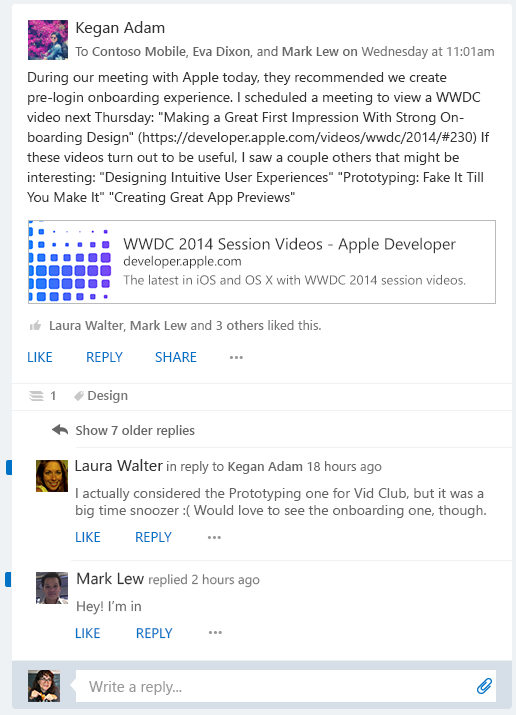 Kegan Adam
To Contoso Mobile, Eva Dixon, and Mark Lew on Wednesday at 11:01am
During our meeting with Apple today, they recommended we create
pre-login onboarding experience. I scheduled a meeting to view a WWDC
video next Thursday: "Making a Great First Impression With Strong On-
boarding Design" (https://developer.apple.com/videos/wwdc/2014/#230) If
these videos turn out to be useful, I saw a couple others that might be
interesting: "Designing Intuitive User Experiences" "Prototyping: Fake It Till
You Make It" "Creating Great App Previews"
WWDC 2014 Session Videos - Apple Developer
developer.apple.com
The latest in iOS and OS X with WWDC 2014 session videos.
Laura Walter, Mark Lew and 3 others liked this.
LIKE REPLY SHARE ···
1 Design
Show 7 older replies
Laura Walter in reply to Kegan Adam 18 hours ago
I actually considered the Prototyping one for Vid Club, but it was a
big time snoozer :( Would love to see the onboarding one, though.
LIKE REPLY ···
Mark Lew replied 2 hours ago
Hey! I'm in
LIKE REPLY ···
Write a reply...